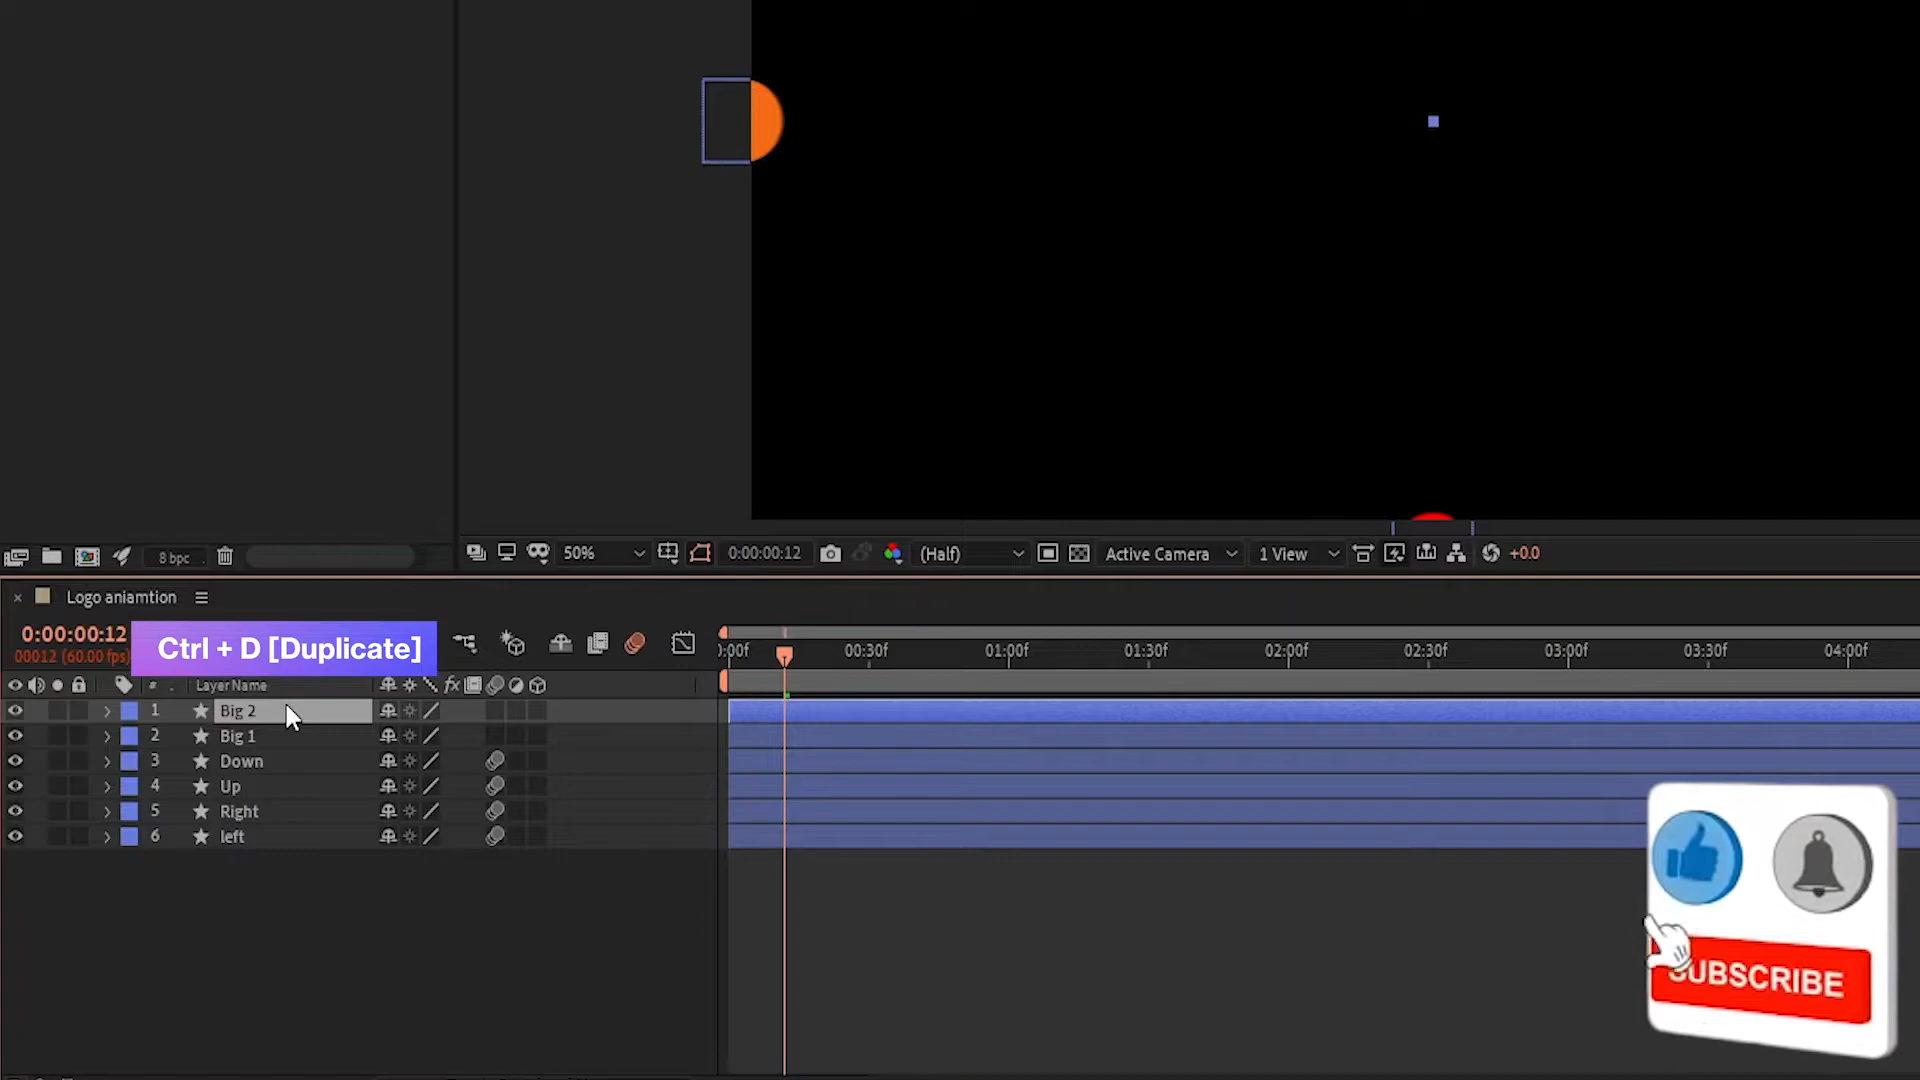 8 bpc
50%
0:00:00:12
(Half)
Active Camera
1 View
+0.0
Logo aniamtion
0:00:00:12
00012 (60.00 fps)
Ctrl + D [Duplicate]
):00f
00:30f
01:00f
01:30f
02:00f
02:30f
03:00f
03:30f
04:00f
#
Layer Name
fx
1 Big 2
2 Big 1
3 Down
4 Up
5 Right
6 left
SUBSCRIBE